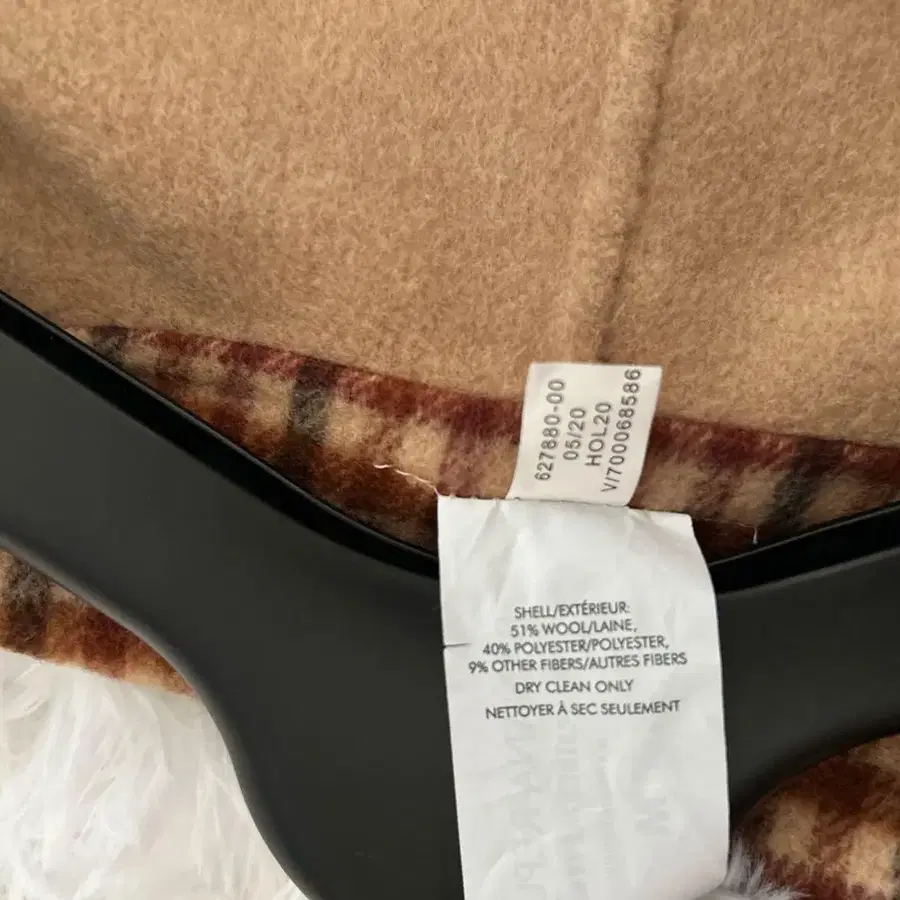 627880-00
05/20
HOL20
V/7000068586
SHELL/EXTÉRIEUR:
51% WOOL/LAINE,
40% POLYESTER/POLYESTER,
9% OTHER FIBERS/AUTRES FIBERS
DRY CLEAN ONLY
NETTOYER À SEC SEULEMENT